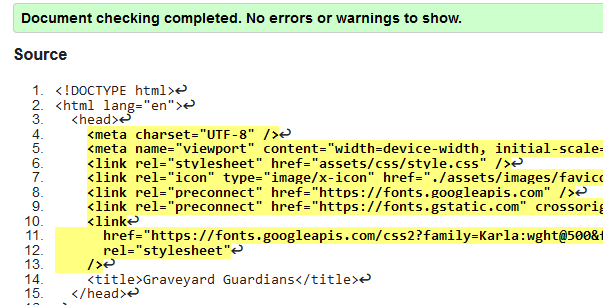 Document checking completed. No errors or warnings to show.
Source
1. <!DOCTYPE html>↩
2. <html lang="en">↩
3. <head>↩
4. <meta charset="UTF-8" />↩
5. <meta name="viewport" content="width=device-width, initial-scale=
6. <link rel="stylesheet" href="assets/css/style.css" />↩
7. <link rel="icon" type="image/x-icon" href="./assets/images/favico
8. <link rel="preconnect" href="https://fonts.googleapis.com" />↩
9. <link rel="preconnect" href="https://fonts.gstatic.com" crossorig
10. <link↩
11. href="https://fonts.googleapis.com/css2?family=Karla:wght@500&f
12. rel="stylesheet"↩
13. />↩
14. <title>Graveyard Guardians</title>↩
15. </head>↩